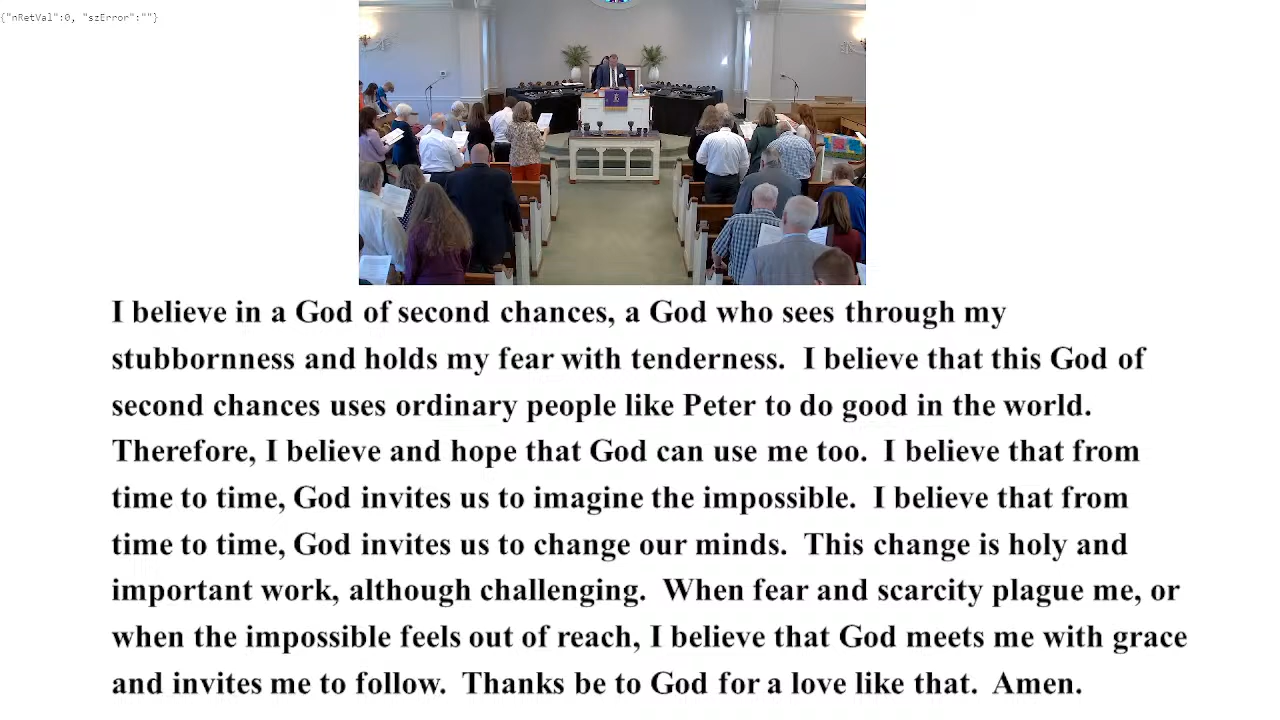 {"nRetVal":0, "szError":""}
I believe in a God of second chances, a God who sees through my
stubbornness and holds my fear with tenderness.  I believe that this God of
second chances uses ordinary people like Peter to do good in the world.
Therefore, I believe and hope that God can use me too.  I believe that from
time to time, God invites us to imagine the impossible.  I believe that from
time to time, God invites us to change our minds.  This change is holy and
important work, although challenging.  When fear and scarcity plague me, or
when the impossible feels out of reach, I believe that God meets me with grace
and invites me to follow.  Thanks be to God for a love like that.  Amen.